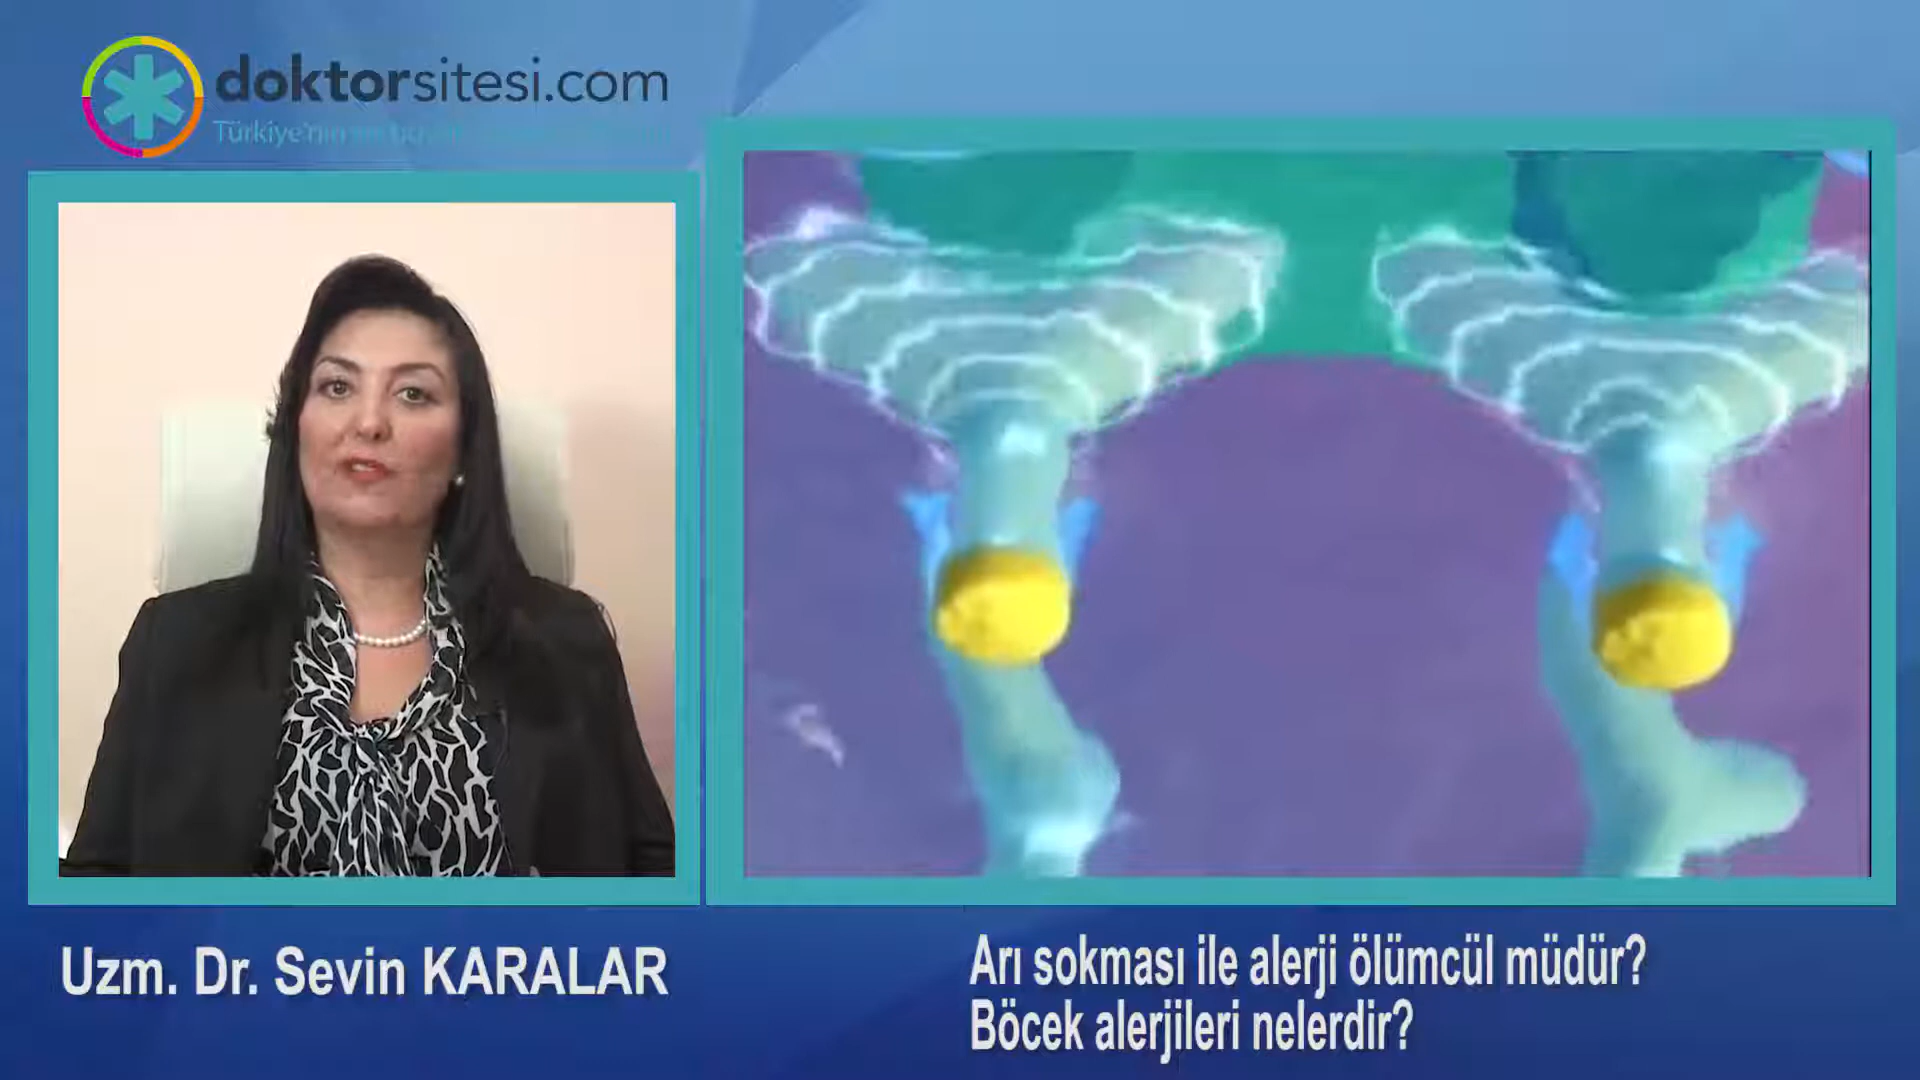 doktorsitesi.com
Türkiye'nin
Uzm. Dr. Sevin KARALAR
Arı sokması ile alerji ölümcül müdür?
Böcek alerjileri nelerdir?